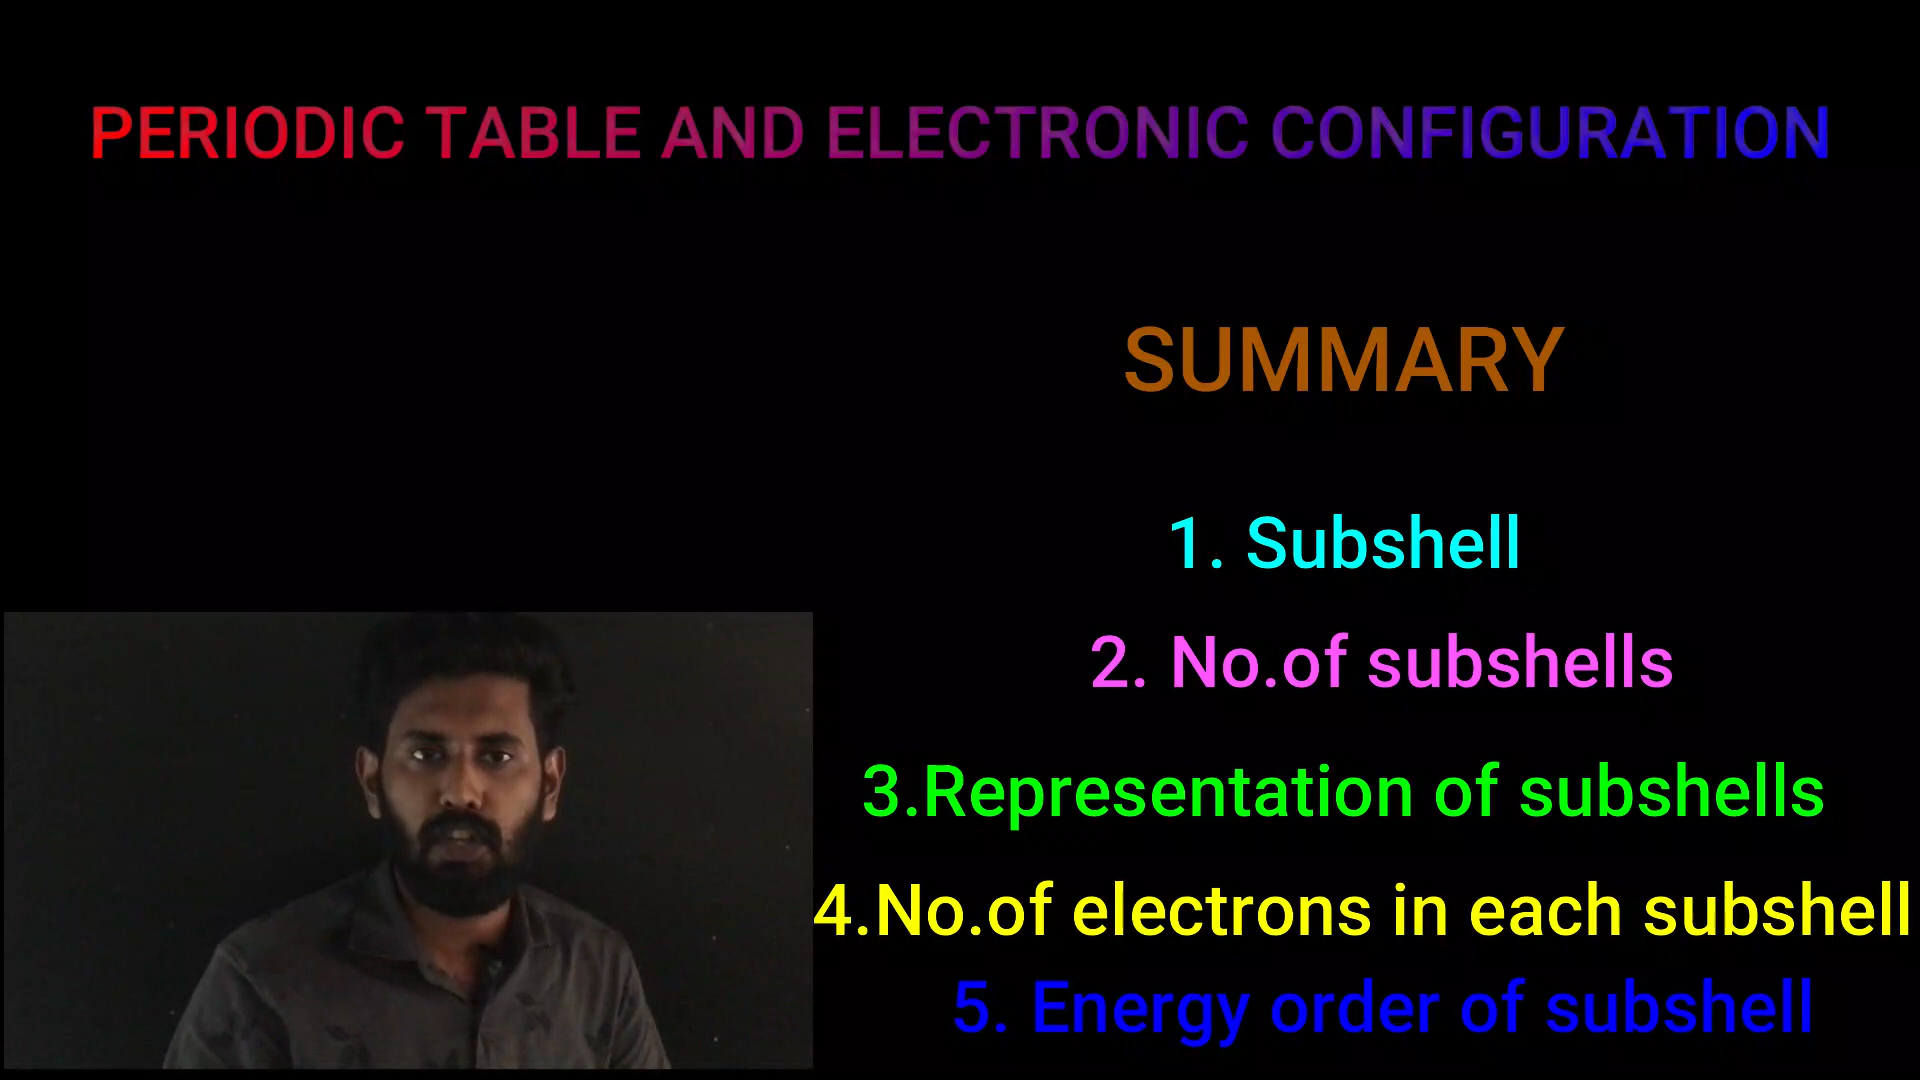 PERIODIC TABLE AND ELECTRONIC CONFIGURATION
SUMMARY
1. Subshell
2. No.of subshells
3.Representation of subshells
4.No.of electrons in each subshell
5. Energy order of subshell